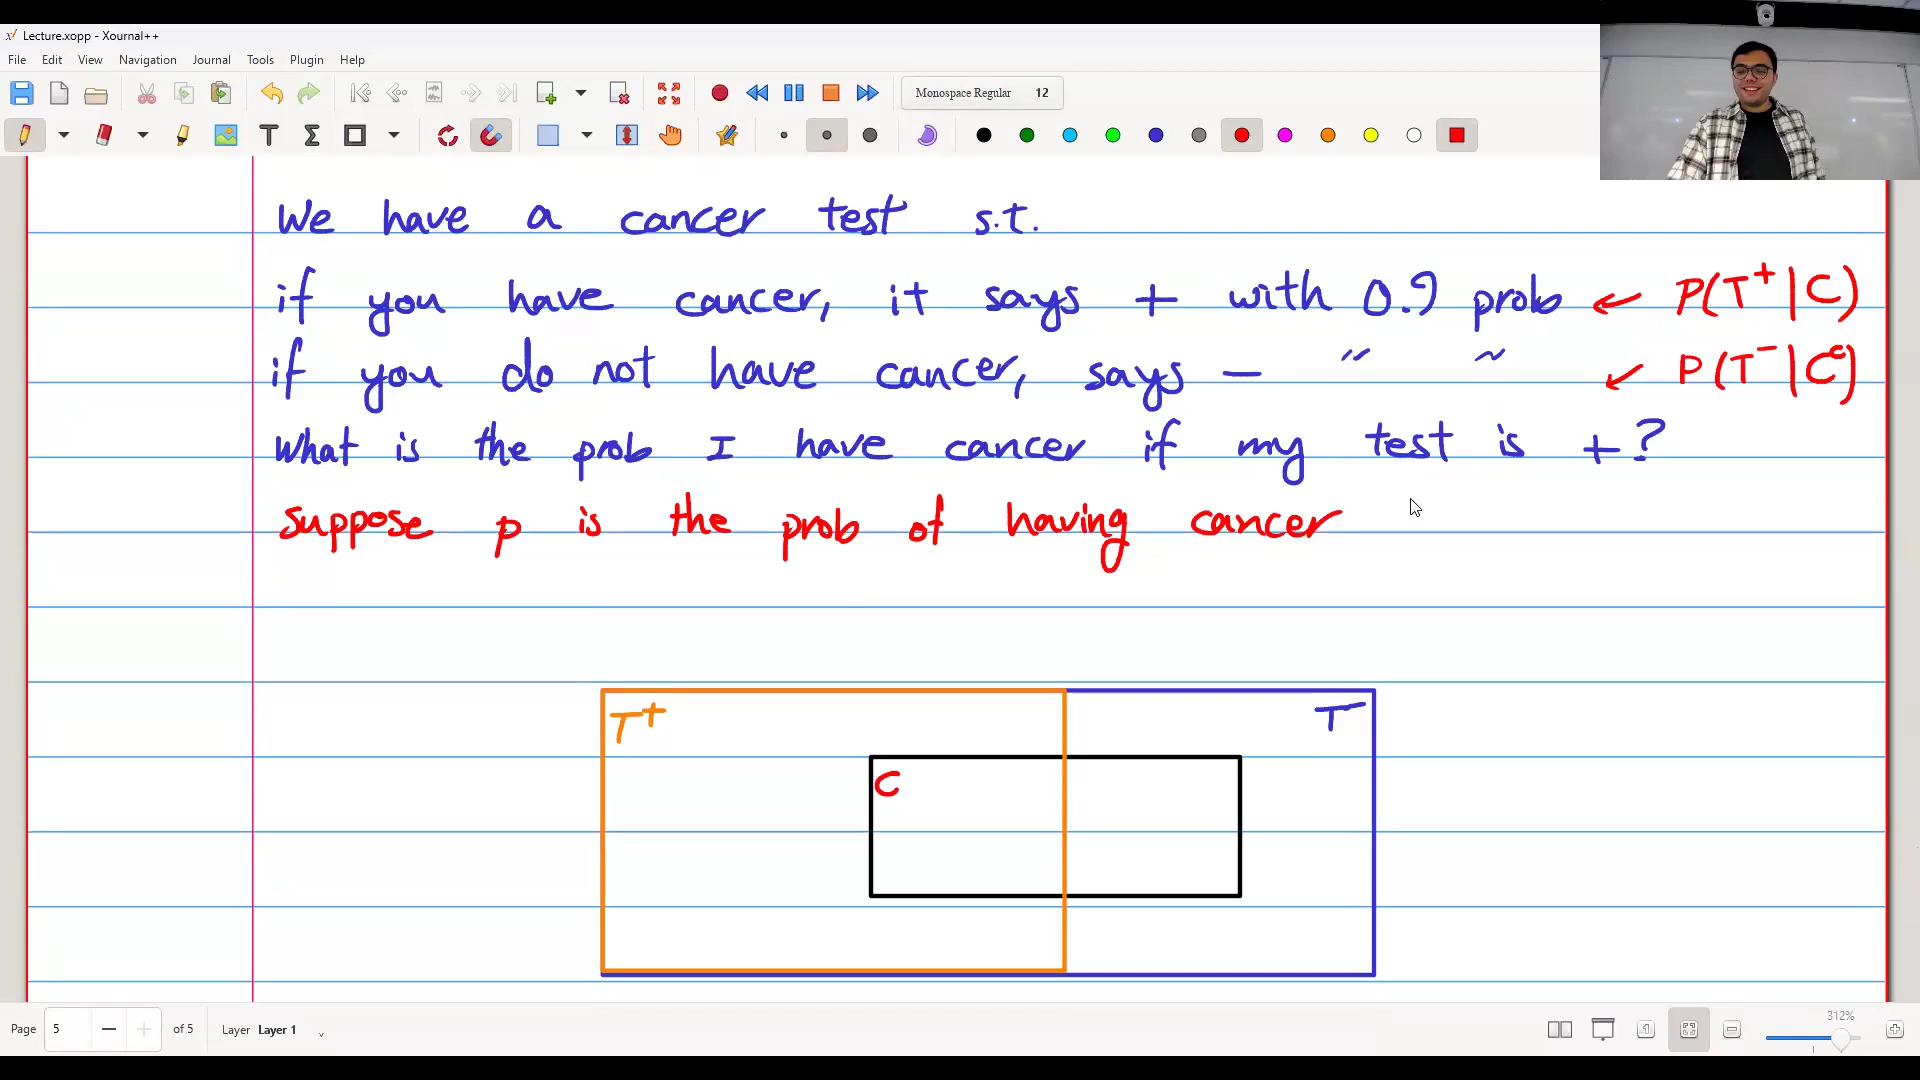 Lecture.xopp - Xournal++
File Edit View Navigation Journal Tools Plugin Help
Monospace Regular 12
We have a cancer test s.t.
if you have cancer, it says + with 0.9 prob ← P(T⁺|C)
if you do not have cancer, says − " ~ ↙ P(T⁻|Cᶜ)
What is the prob I have cancer if my test is +?
suppose p is the prob of having cancer
T⁺ T⁻
C
Page 5 of 5 Layer Layer 1 312%